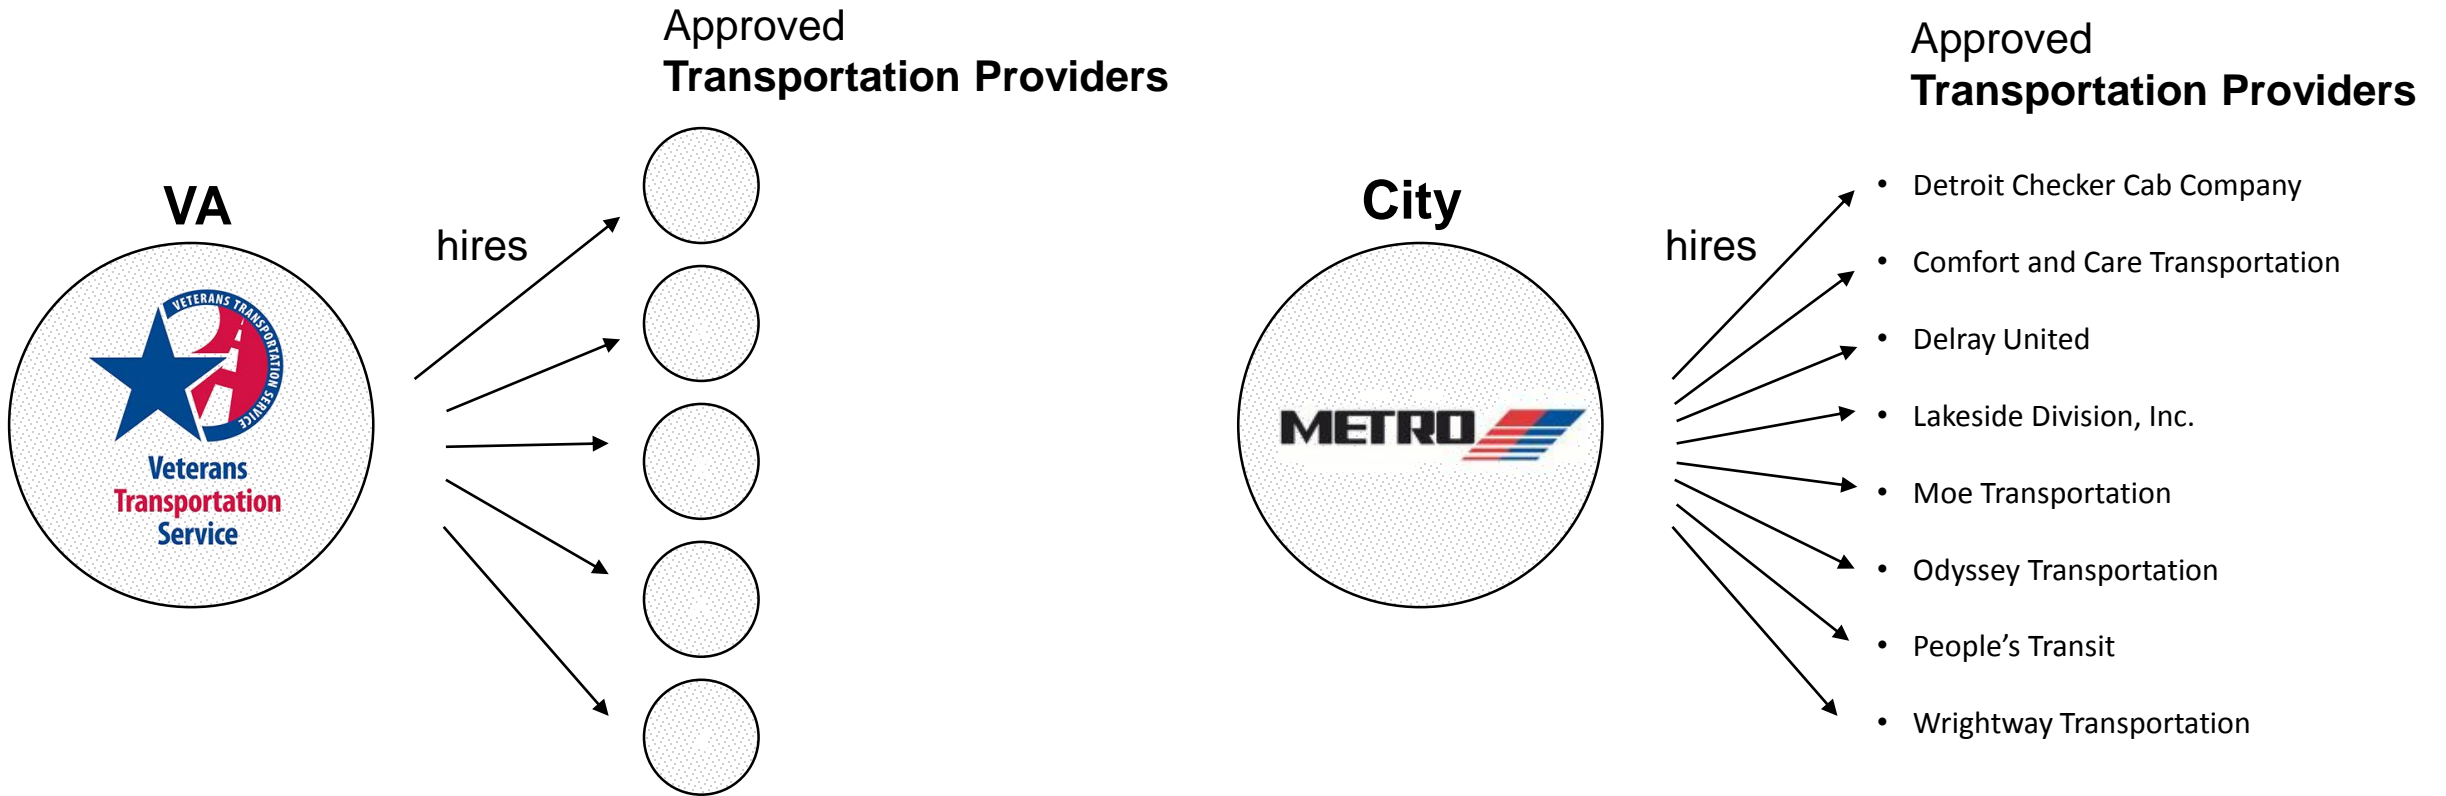 Approved
Transportation Providers
VA
hires
VETERANS TRANSPORTATION SERVICE
Veterans
Transportation
Service
Approved
Transportation Providers
City
hires
METRO
• Detroit Checker Cab Company
• Comfort and Care Transportation
• Delray United
• Lakeside Division, Inc.
• Moe Transportation
• Odyssey Transportation
• People’s Transit
• Wrightway Transportation